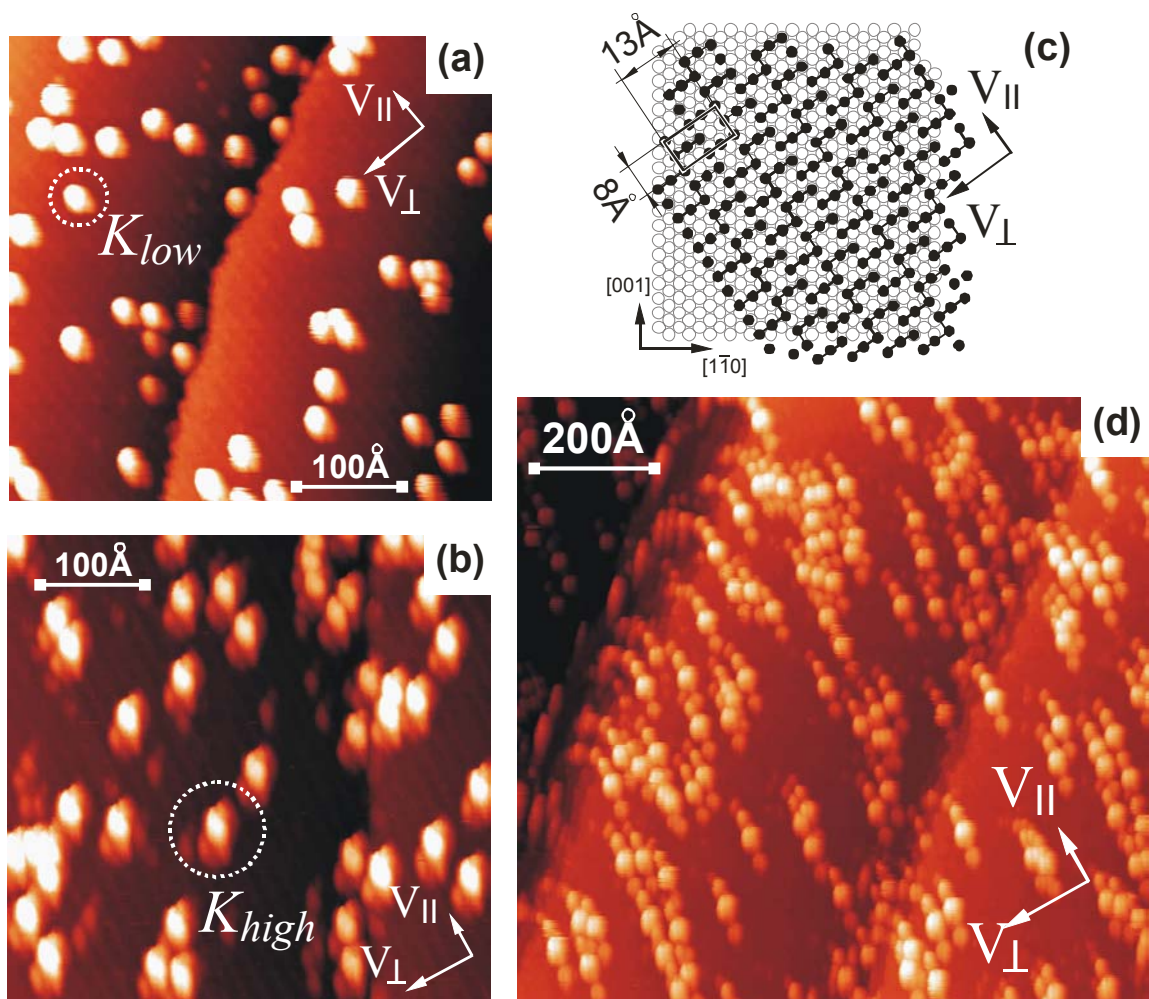 (a)
V||
V⊥
K_low
100Å
(b)
100Å
K_high
V||
V⊥
(c)
13Å
8Å
V||
V⊥
[001]
[11̄0]
(d)
200Å
V||
V⊥